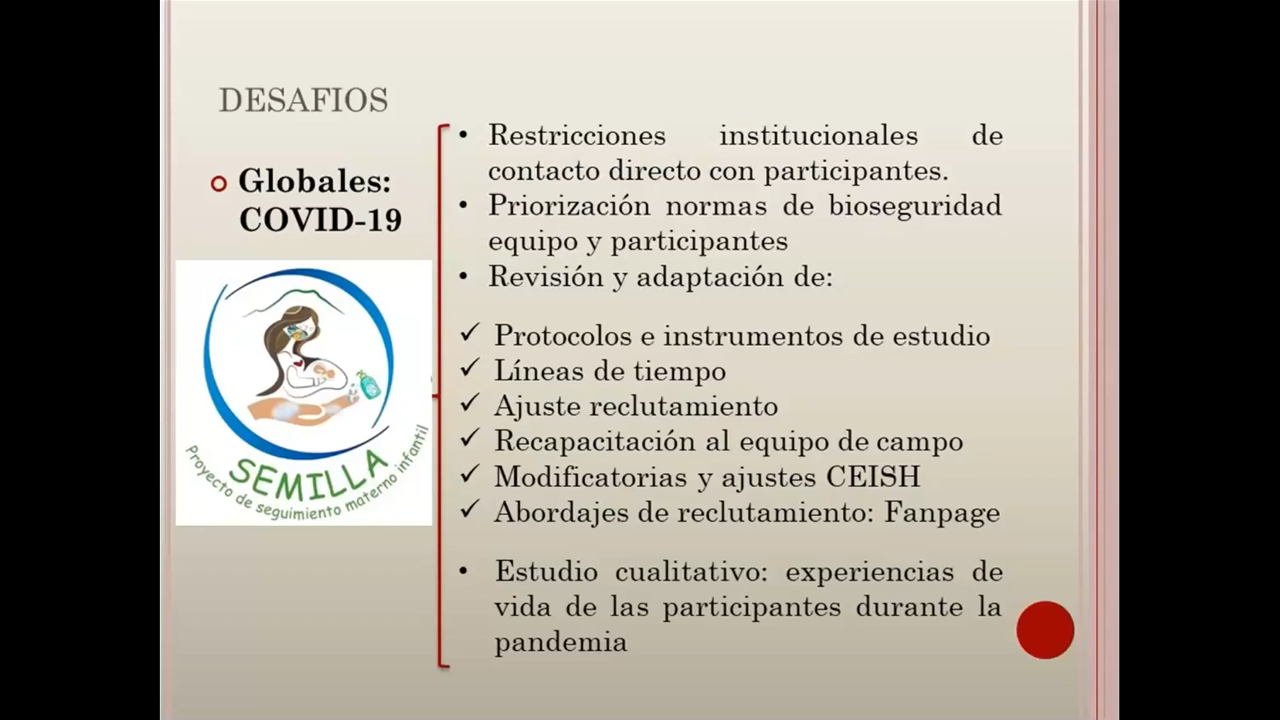 DESAFIOS
Globales:
COVID-19
SEMILLA
Proyecto de seguimiento materno infantil
• Restricciones institucionales de
contacto directo con participantes.
• Priorización normas de bioseguridad
equipo y participantes
• Revisión y adaptación de:
✓ Protocolos e instrumentos de estudio
✓ Líneas de tiempo
✓ Ajuste reclutamiento
✓ Recapacitación al equipo de campo
✓ Modificatorias y ajustes CEISH
✓ Abordajes de reclutamiento: Fanpage
• Estudio cualitativo: experiencias de
vida de las participantes durante la
pandemia